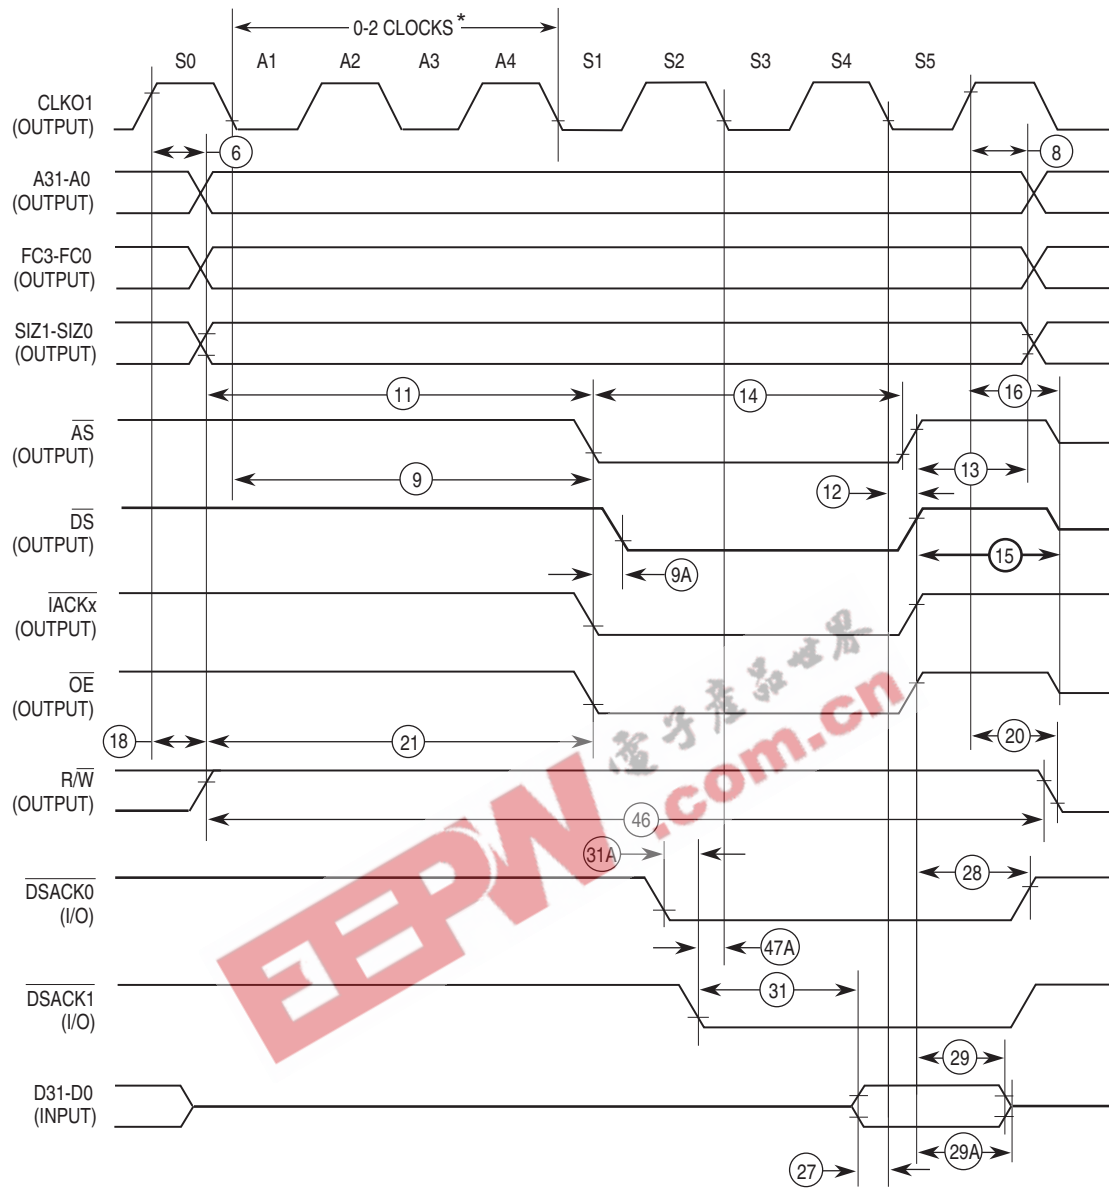 0-2 CLOCKS *
S0 A1 A2 A3 A4 S1 S2 S3 S4 S5
CLKO1
(OUTPUT)
6
8
A31-A0
(OUTPUT)
FC3-FC0
(OUTPUT)
SIZ1-SIZ0
(OUTPUT)
11
14
16
AS
(OUTPUT)
9
12
13
DS
(OUTPUT)
9A
15
IACKx
(OUTPUT)
OE
(OUTPUT)
18
21
20
R/W
(OUTPUT)
46
31A
28
DSACK0
(I/O)
47A
DSACK1
(I/O)
31
29
D31-D0
(INPUT)
27
29A
電子產品世界
EEPW.com.cn